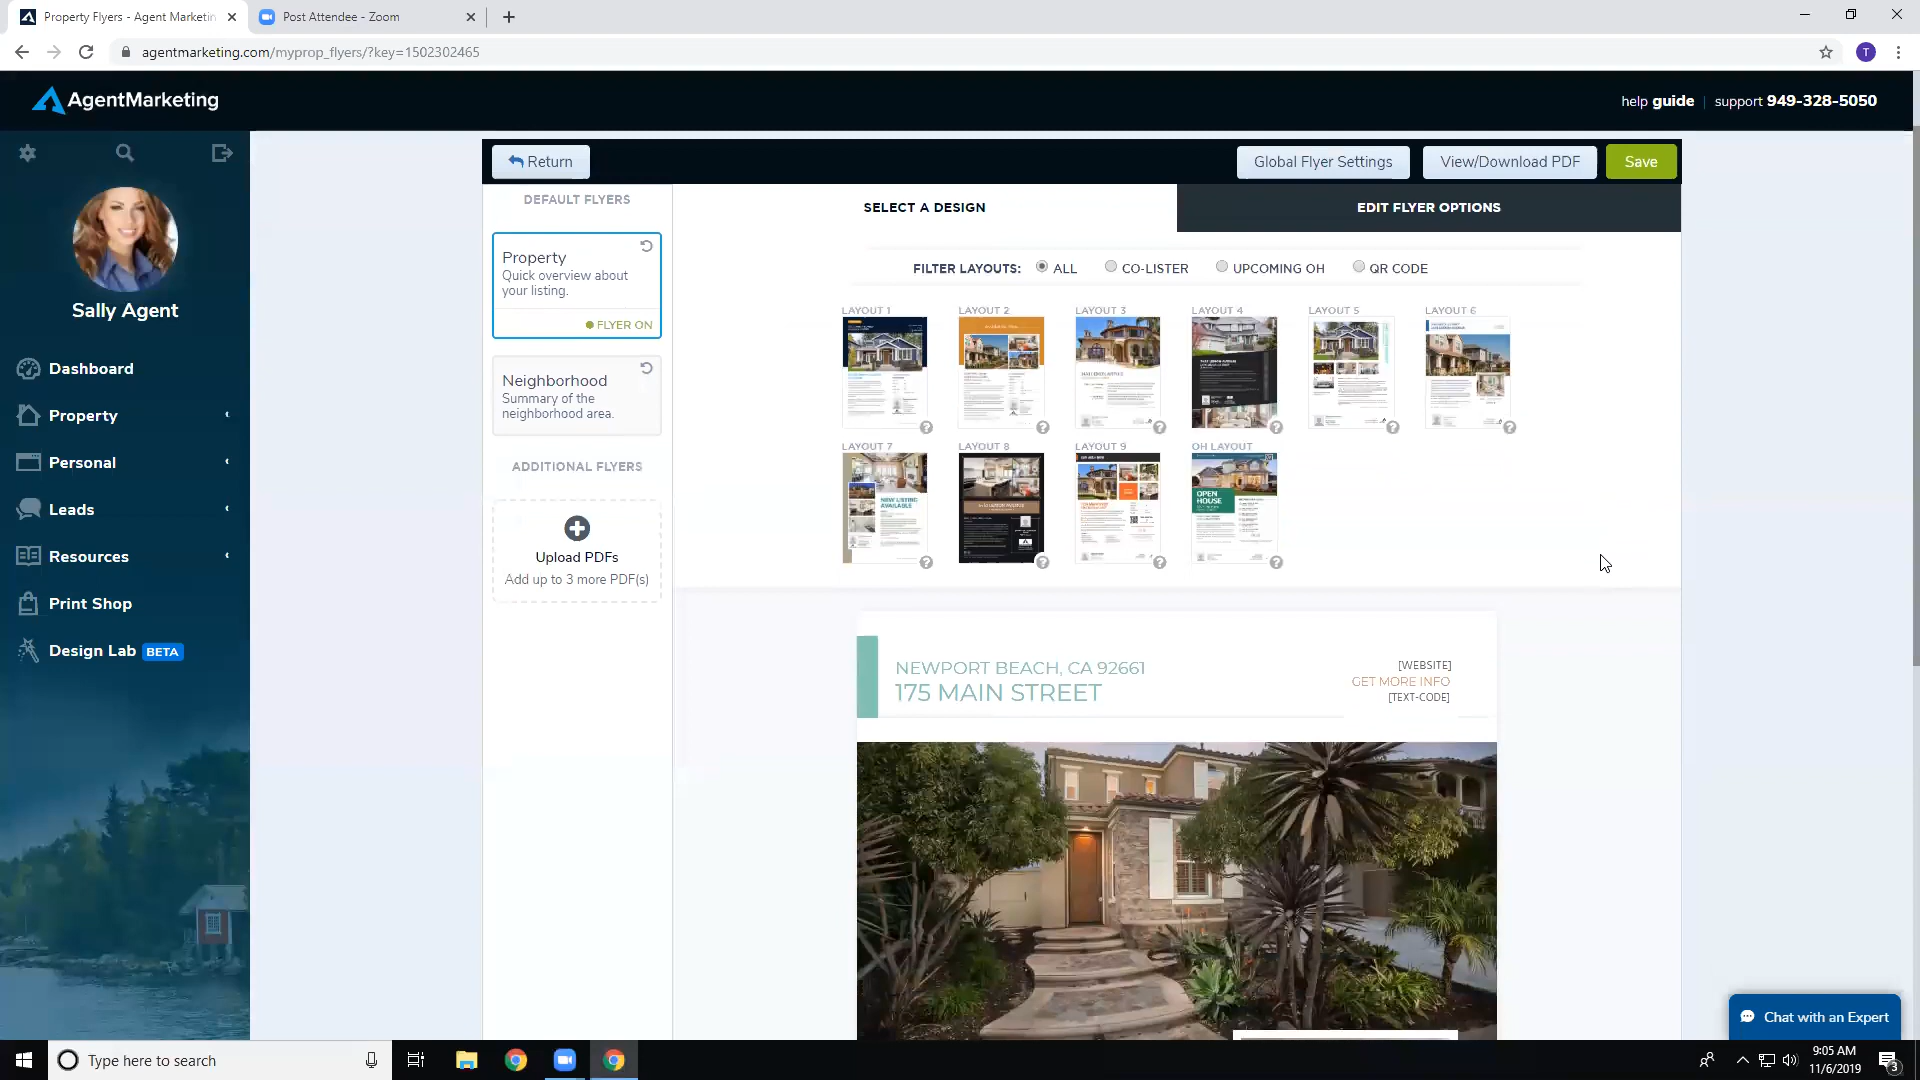 Property Flyers - Agent Marketin
Post Attendee - Zoom
agentmarketing.com/myprop_flyers/?key=1502302465
T
AgentMarketing
help guide | support 949-328-5050
Return
Global Flyer Settings
View/Download PDF
Save
DEFAULT FLYERS
SELECT A DESIGN
EDIT FLYER OPTIONS
Property
Quick overview about
your listing.
FLYER ON
Neighborhood
Summary of the
neighborhood area.
ADDITIONAL FLYERS
Upload PDFs
Add up to 3 more PDF(s)
Sally Agent
Dashboard
Property
Personal
Leads
Resources
Print Shop
Design Lab BETA
FILTER LAYOUTS: ALL CO-LISTER UPCOMING OH QR CODE
LAYOUT 1
LAYOUT 2
LAYOUT 3
LAYOUT 4
LAYOUT 5
LAYOUT 6
LAYOUT 7
LAYOUT 8
LAYOUT 9
OH LAYOUT
NEW LISTING
AVAILABLE
OPEN
HOUSE
NEWPORT BEACH, CA 92661
175 MAIN STREET
[WEBSITE]
GET MORE INFO
[TEXT-CODE]
Chat with an Expert
Type here to search
9:05 AM
11/6/2019
3